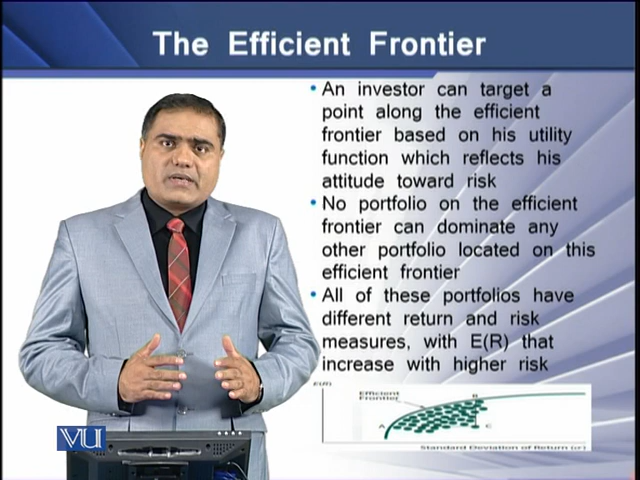 The Efficient Frontier
• An investor can target a
point along the efficient
frontier based on his utility
function which reflects his
attitude toward risk
• No portfolio on the efficient
frontier can dominate any
other portfolio located on this
efficient frontier
• All of these portfolios have
different return and risk
measures, with E(R) that
increase with higher risk
E(R)
Efficient
Frontier
B
A
C
Standard Deviation of Return (σ)
VU